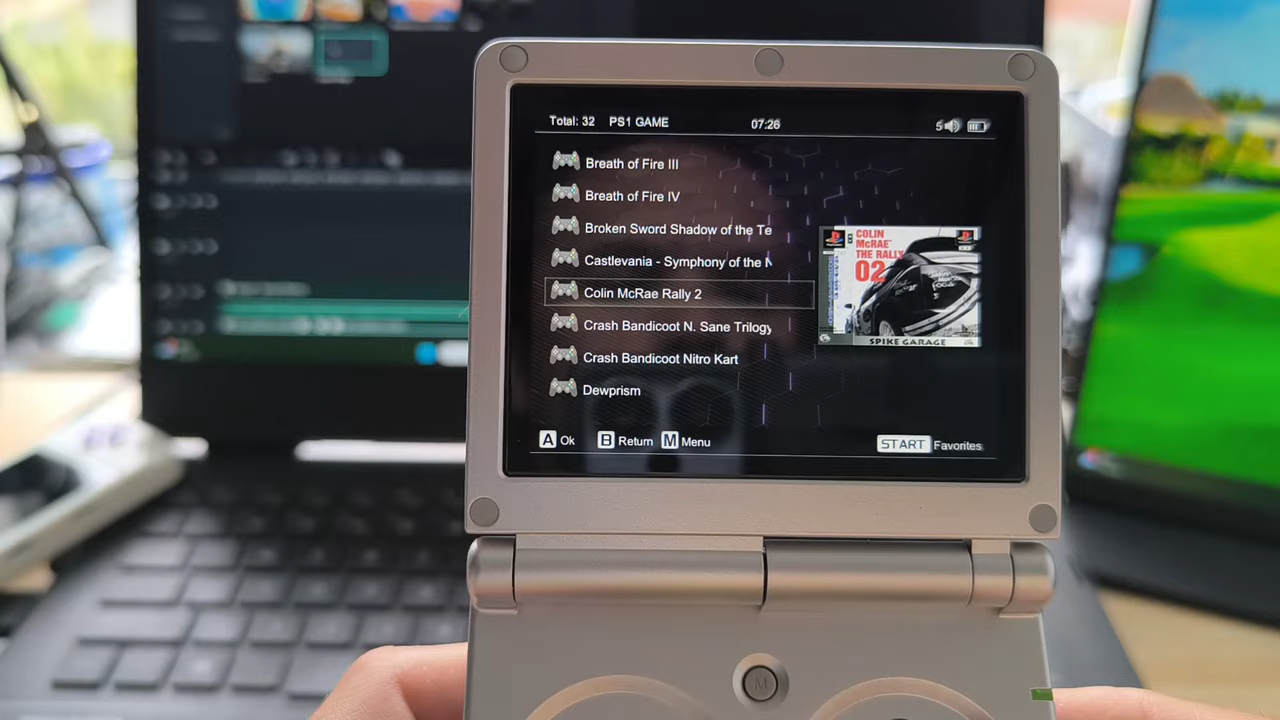 Total: 32 PS1 GAME 07:26 5
Breath of Fire III
Breath of Fire IV
Broken Sword Shadow of the Te
Castlevania - Symphony of the N
Colin McRae Rally 2
Crash Bandicoot N. Sane Trilogy
Crash Bandicoot Nitro Kart
Dewprism
COLIN
McRAE
THE RALLY
02
SPIKE GARAGE
A Ok B Return M Menu START Favorites
M